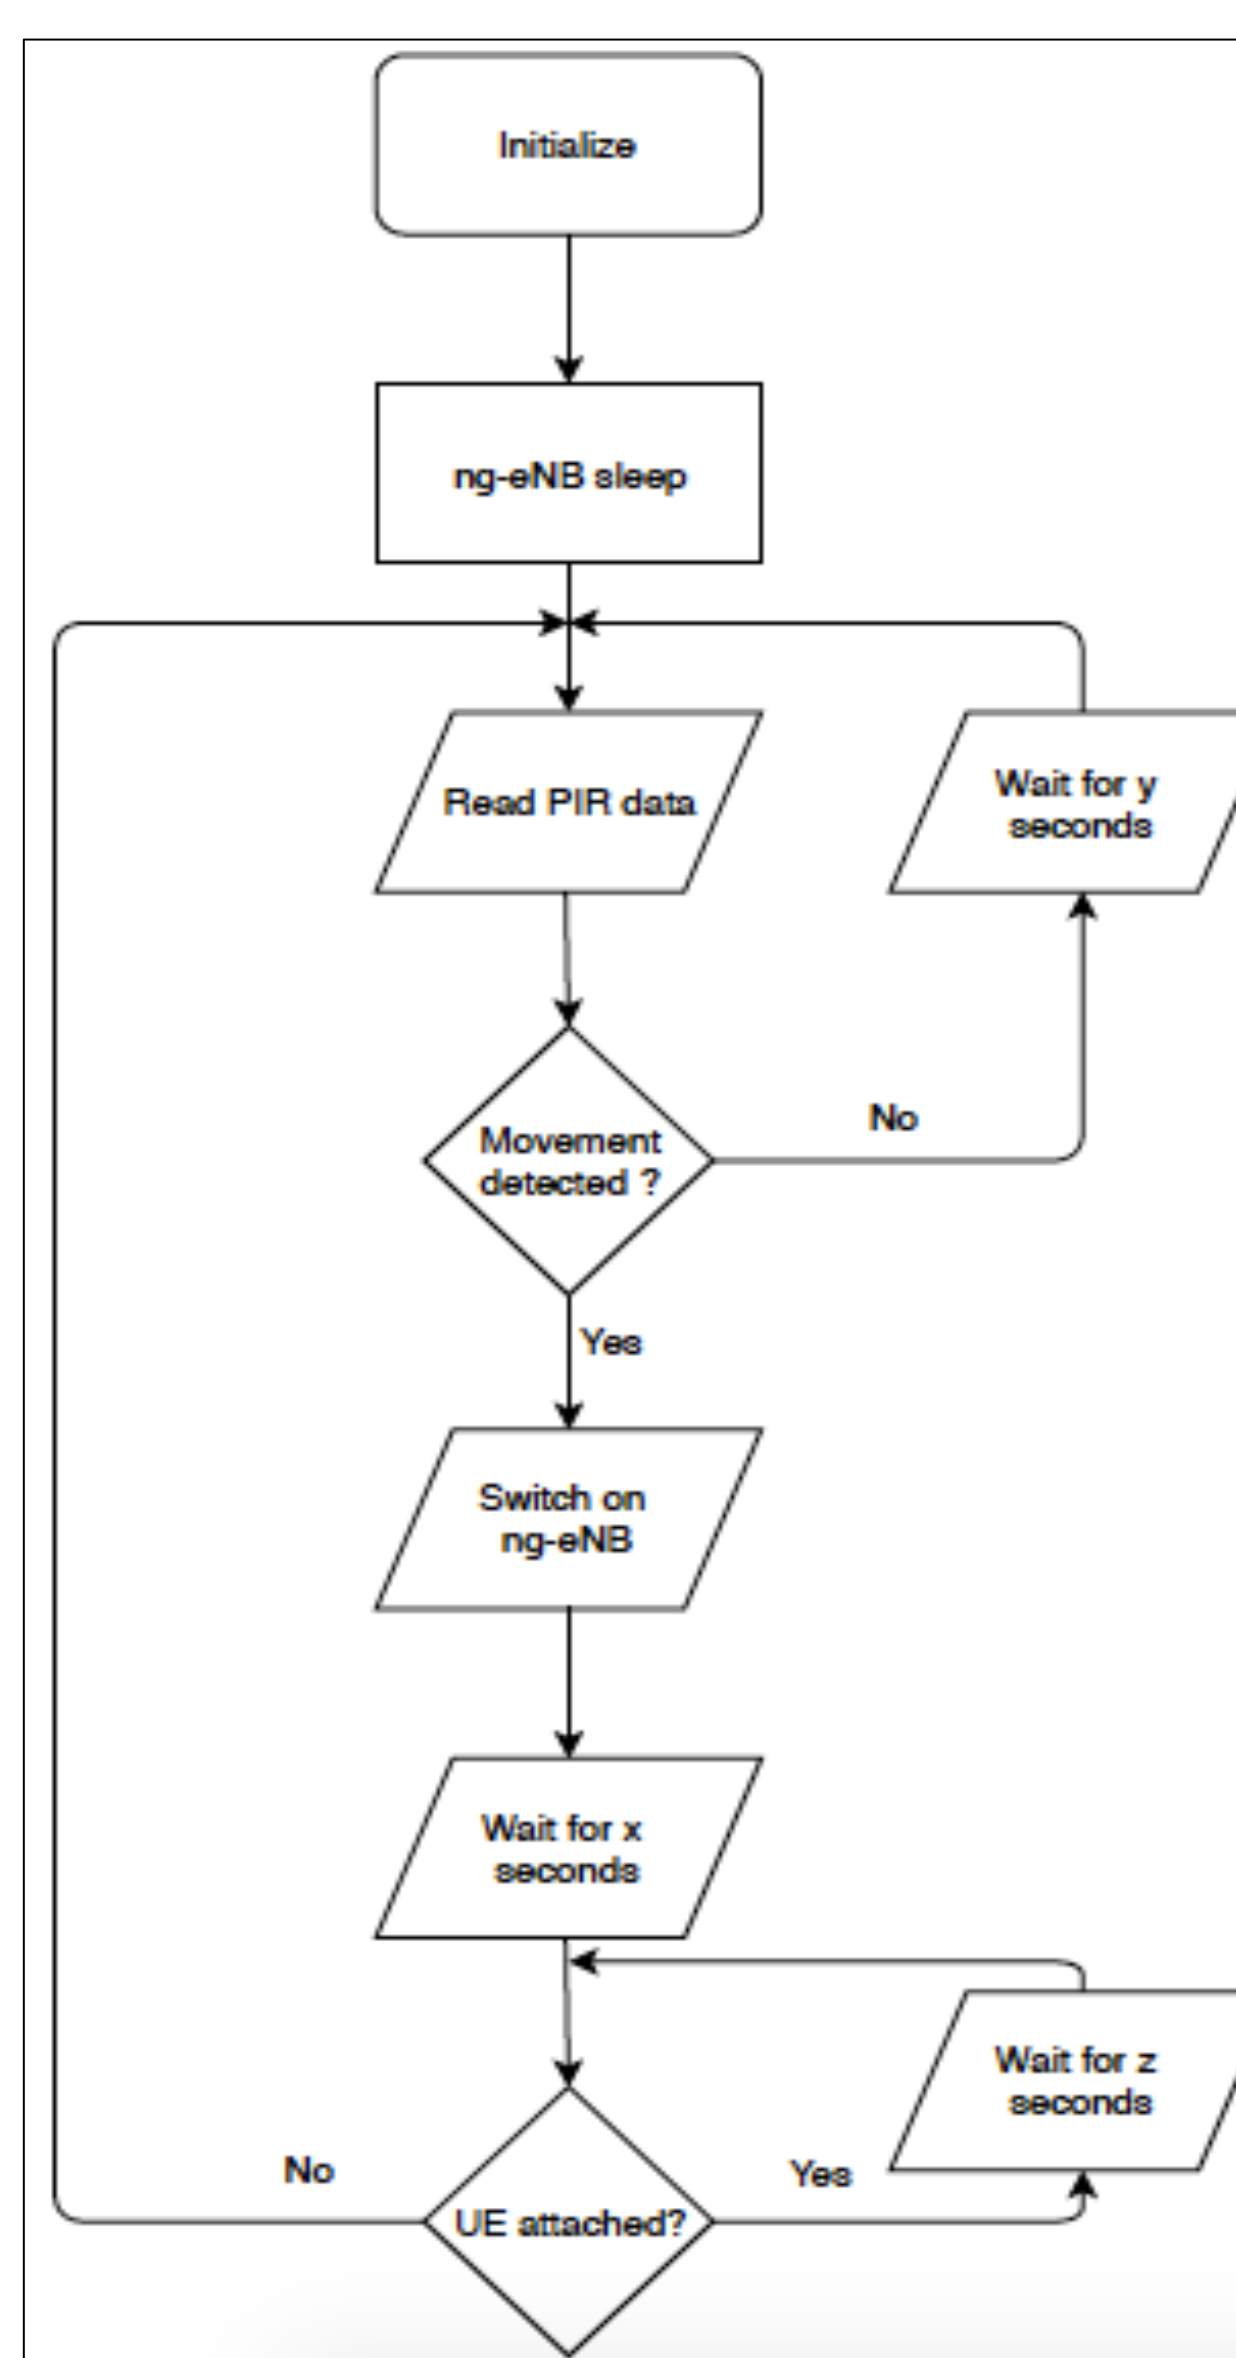 Initialize
ng-eNB sleep
Read PIR data
Wait for y
seconds
Movement
detected ?
No
Yes
Switch on
ng-eNB
Wait for x
seconds
Wait for z
seconds
No
Yes
UE attached?